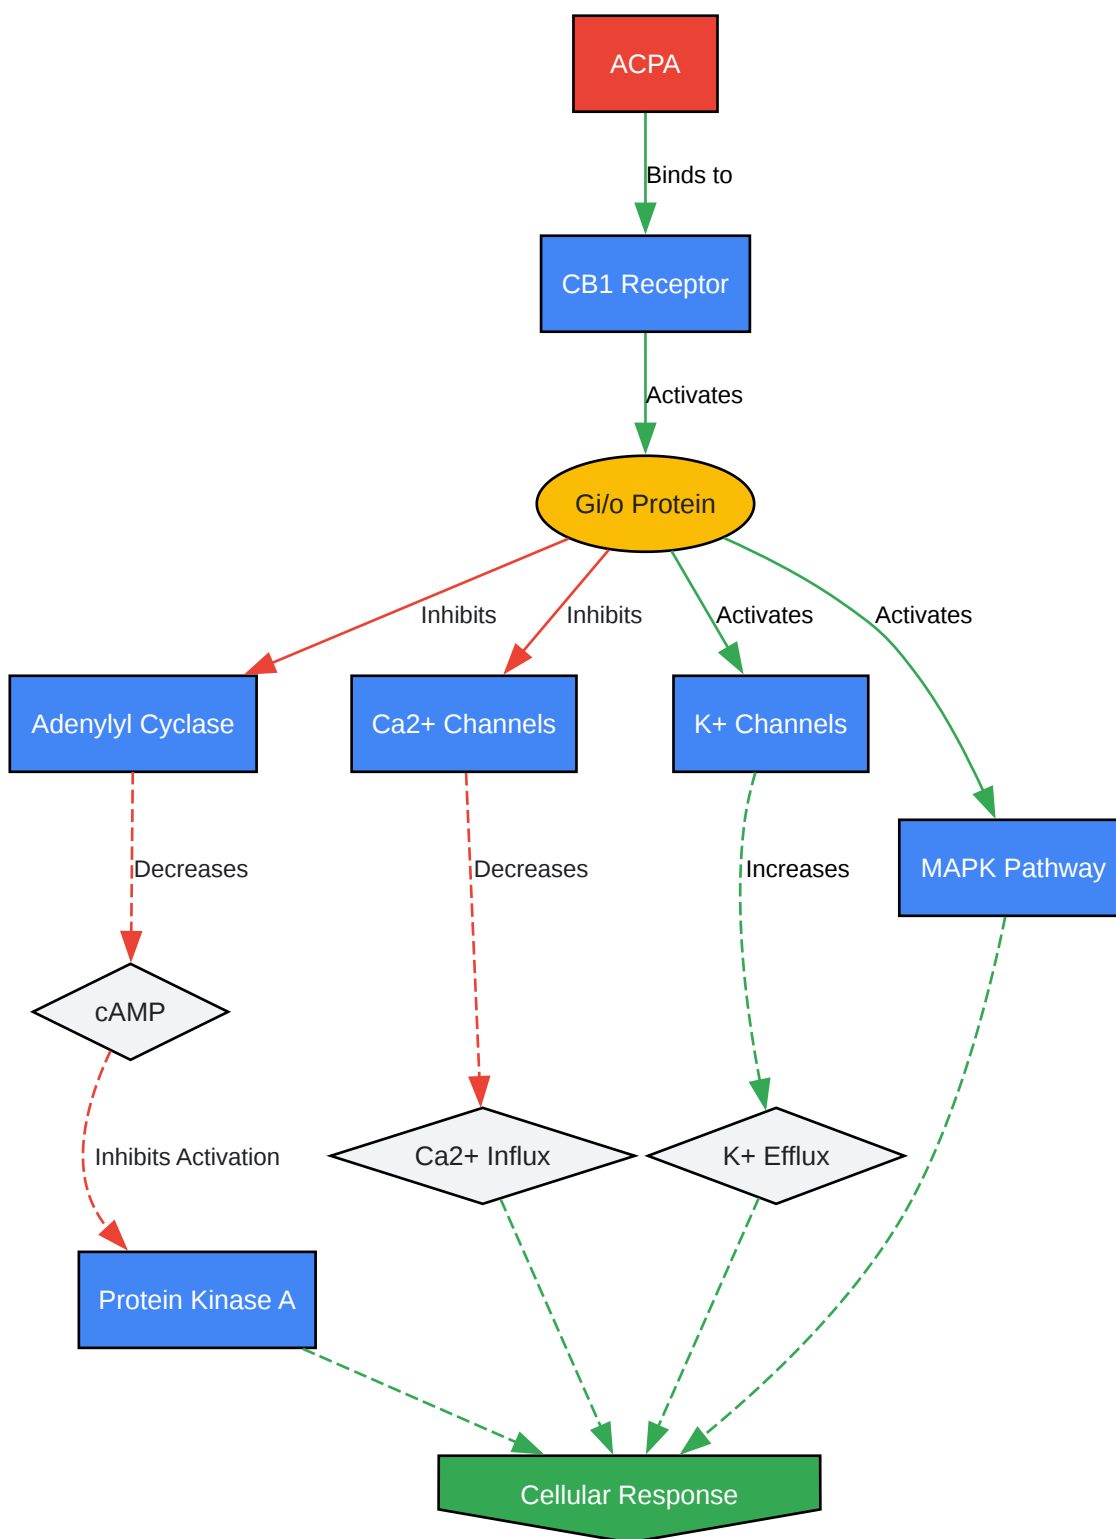 ACPA
Binds to
CB1 Receptor
Activates
Gi/o Protein
Inhibits
Inhibits
Activates
Activates
Adenylyl Cyclase
Ca2+ Channels
K+ Channels
MAPK Pathway
Decreases
Decreases
Increases
cAMP
Inhibits Activation
Ca2+ Influx
K+ Efflux
Protein Kinase A
Cellular Response